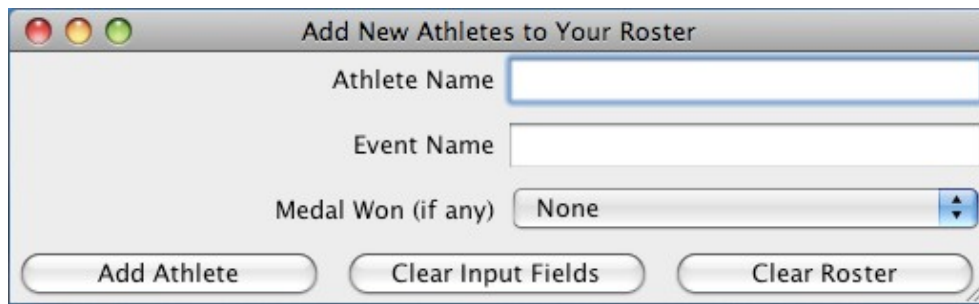 Add New Athletes to Your Roster
Athlete Name
Event Name
Medal Won (if any) None
Add Athlete Clear Input Fields Clear Roster